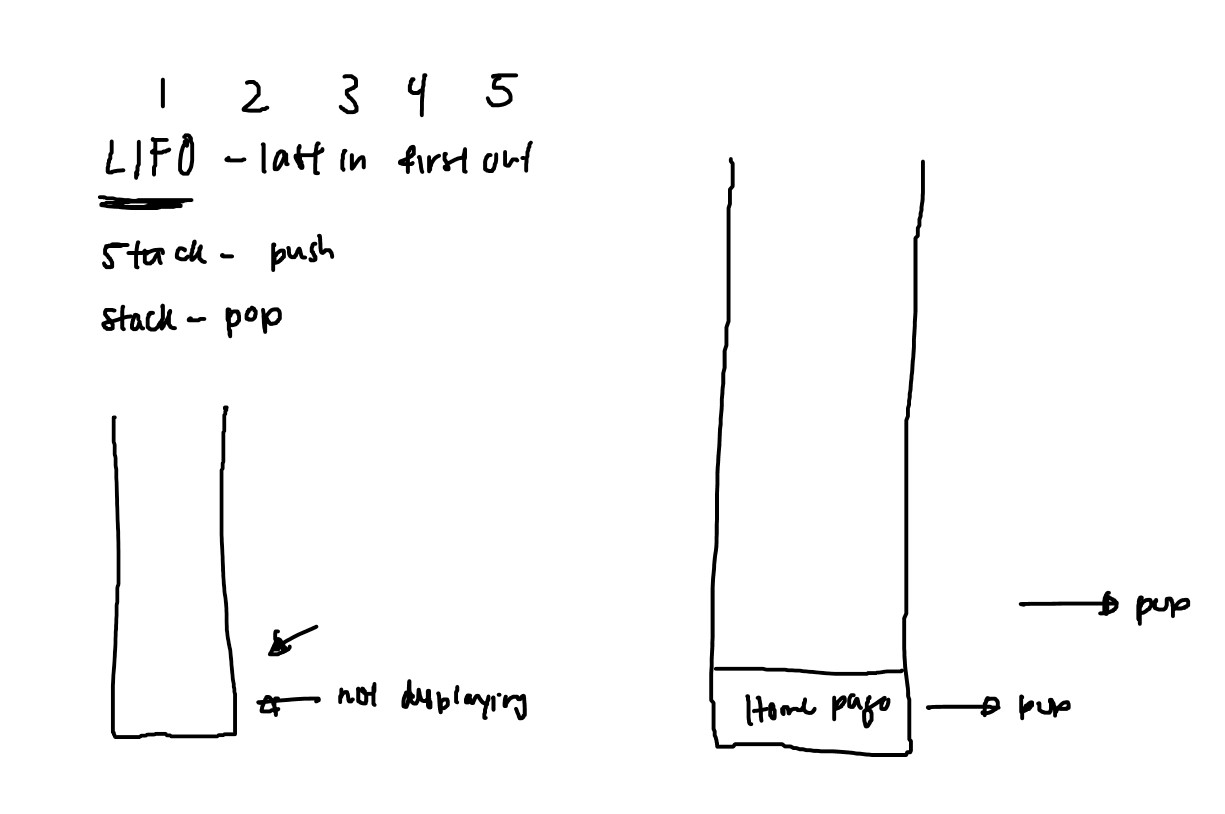 1 2 3 4 5
LIFO - last in first out
Stack - push
stack - pop
not displaying
Home page
pop
pop